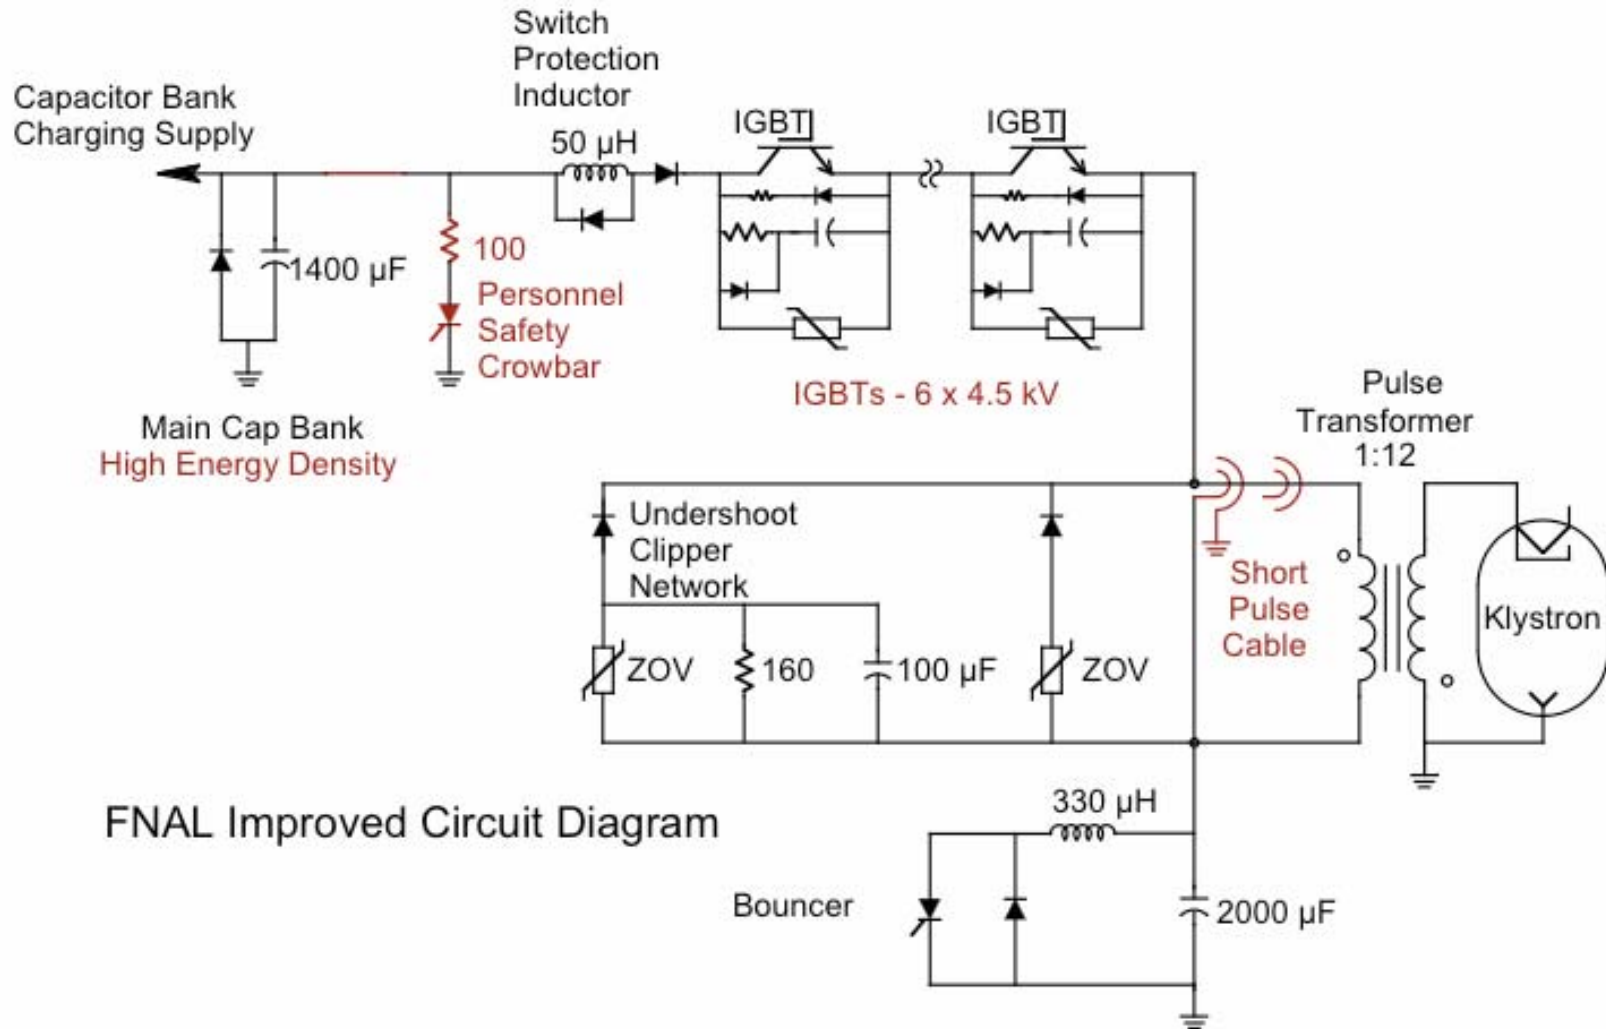 Switch
Protection
Inductor
Capacitor Bank
Charging Supply
50 µH
IGBT
IGBT
1400 µF
100
Personnel
Safety
Crowbar
IGBTs - 6 x 4.5 kV
Main Cap Bank
High Energy Density
Pulse
Transformer
1:12
Undershoot
Clipper
Network
Short
Pulse
Cable
Klystron
ZOV
160
100 µF
ZOV
FNAL Improved Circuit Diagram
330 µH
Bouncer
2000 µF